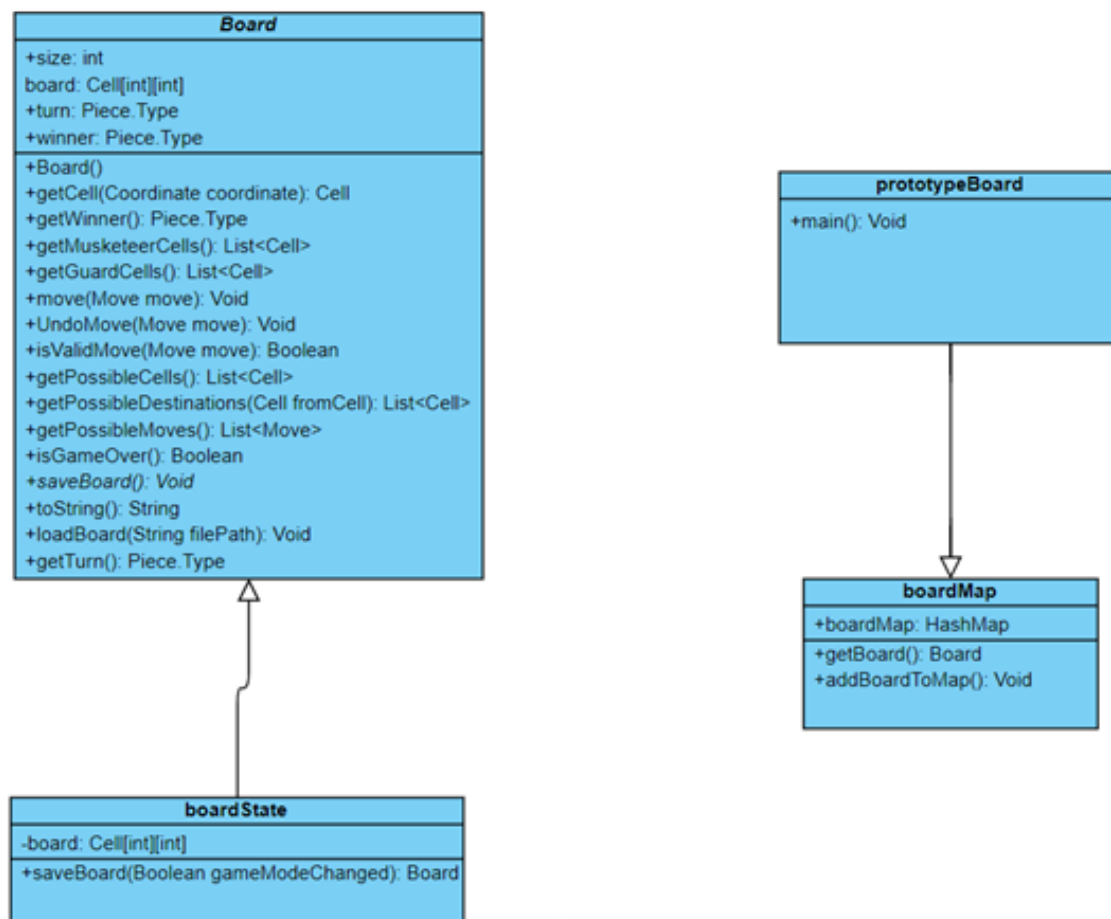 Board
+size: int
board: Cell[int][int]
+turn: Piece.Type
+winner: Piece.Type
+Board()
+getCell(Coordinate coordinate): Cell
+getWinner(): Piece.Type
+getMusketeerCells(): List<Cell>
+getGuardCells(): List<Cell>
+move(Move move): Void
+UndoMove(Move move): Void
+isValidMove(Move move): Boolean
+getPossibleCells(): List<Cell>
+getPossibleDestinations(Cell fromCell): List<Cell>
+getPossibleMoves(): List<Move>
+isGameOver(): Boolean
+saveBoard(): Void
+toString(): String
+loadBoard(String filePath): Void
+getTurn(): Piece.Type
prototypeBoard
+main(): Void
boardMap
+boardMap: HashMap
+getBoard(): Board
+addBoardToMap(): Void
boardState
-board: Cell[int][int]
+saveBoard(Boolean gameModeChanged): Board